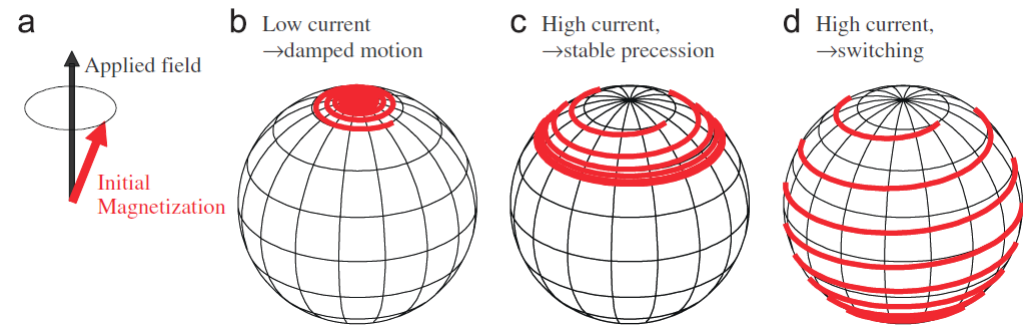 a
Applied field
Initial
Magnetization
b
Low current
→damped motion
c
High current,
→stable precession
d
High current,
→switching